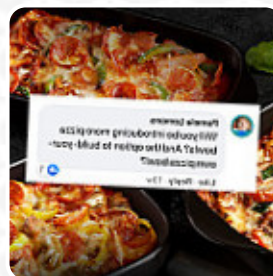 Pamela Lemons
Will you be introducing more pizza
bowls? And the option to build-your-
own pizza bowl?
Like Reply 13w